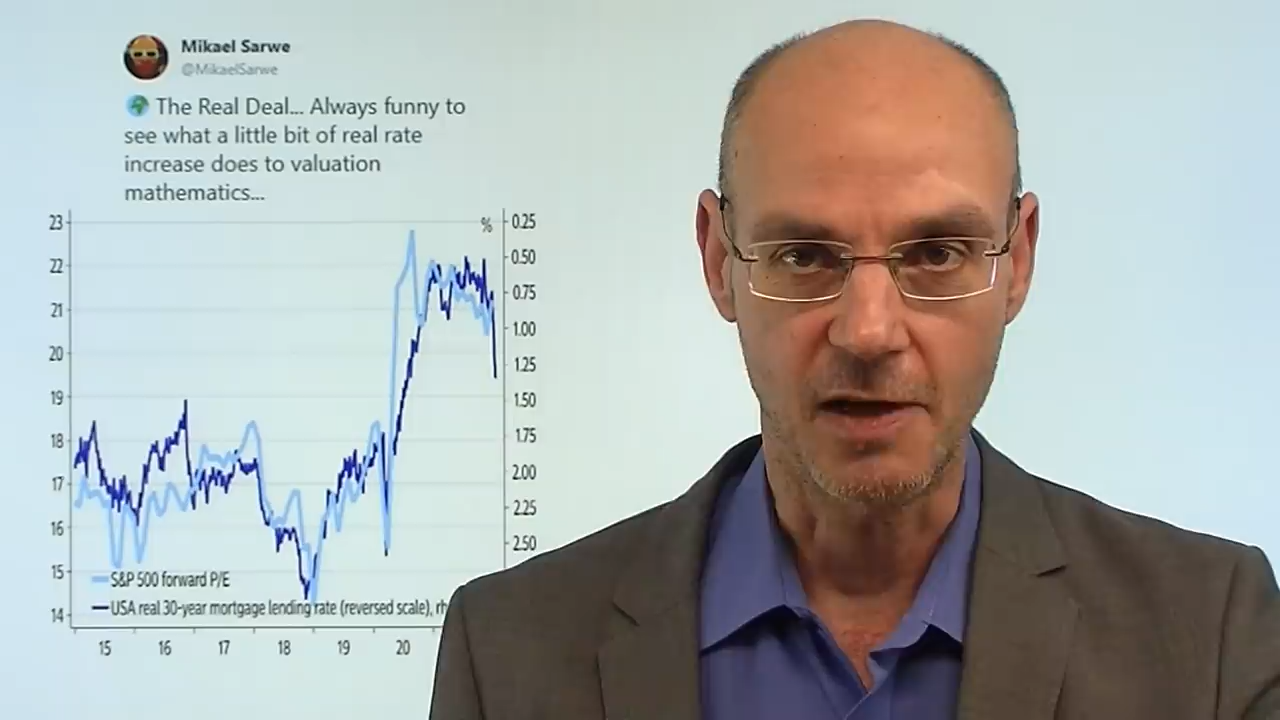 Mikael Sarwe
@MikaelSarwe
🌍 The Real Deal... Always funny to
see what a little bit of real rate
increase does to valuation
mathematics...
23
22
21
20
19
18
17
16
15
14
%
0.25
0.50
0.75
1.00
1.25
1.50
1.75
2.00
2.25
2.50
S&P 500 forward P/E
USA real 30-year mortgage lending rate (reversed scale), rh
15 16 17 18 19 20